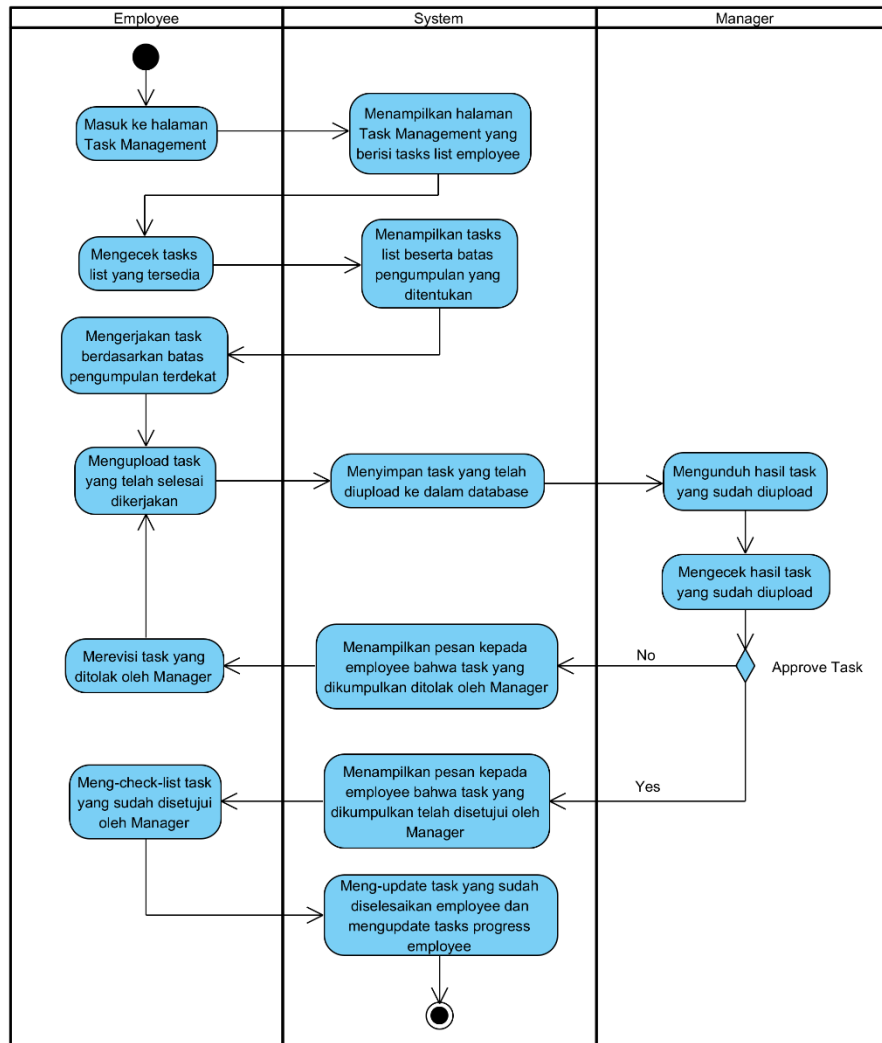 Employee
System
Manager
Masuk ke halaman
Task Management
Menampilkan halaman
Task Management yang
berisi tasks list employee
Mengecek tasks
list yang tersedia
Menampilkan tasks
list beserta batas
pengumpulan yang
ditentukan
Mengerjakan task
berdasarkan batas
pengumpulan terdekat
Mengupload task
yang telah selesai
dikerjakan
Menyimpan task yang telah
diupload ke dalam database
Mengunduh hasil task
yang sudah diupload
Mengecek hasil task
yang sudah diupload
Approve Task
No
Menampilkan pesan kepada
employee bahwa task yang
dikumpulkan ditolak oleh Manager
Merevisi task yang
ditolak oleh Manager
Yes
Menampilkan pesan kepada
employee bahwa task yang
dikumpulkan telah disetujui oleh
Manager
Meng-check-list task
yang sudah disetujui
oleh Manager
Meng-update task yang sudah
diselesaikan employee dan
mengupdate tasks progress
employee